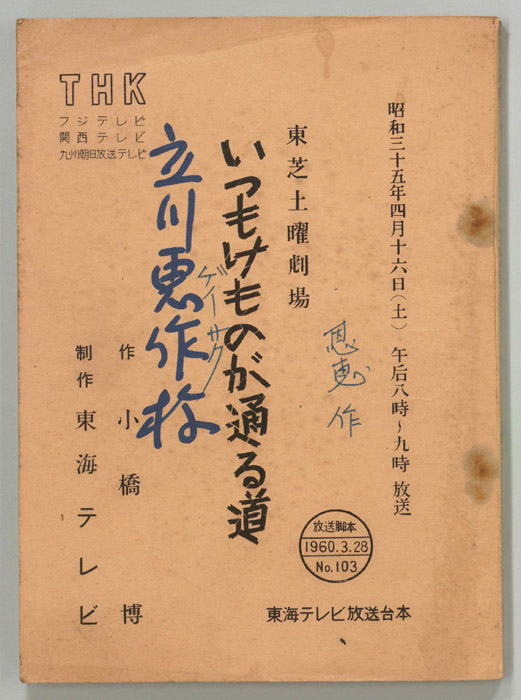 昭和三十五年四月十六日(土) 午后八時~九時 放送
東芝土曜劇場
いつもけものが通る道
作 小橋 博
制作 東海テレビ
THK
フジテレビ
関西テレビ
九州朝日放送テレビ
立川恵作様
ゲーサク
恩恵 作
放送脚本
1960.3.28
No.103
東海テレビ放送台本